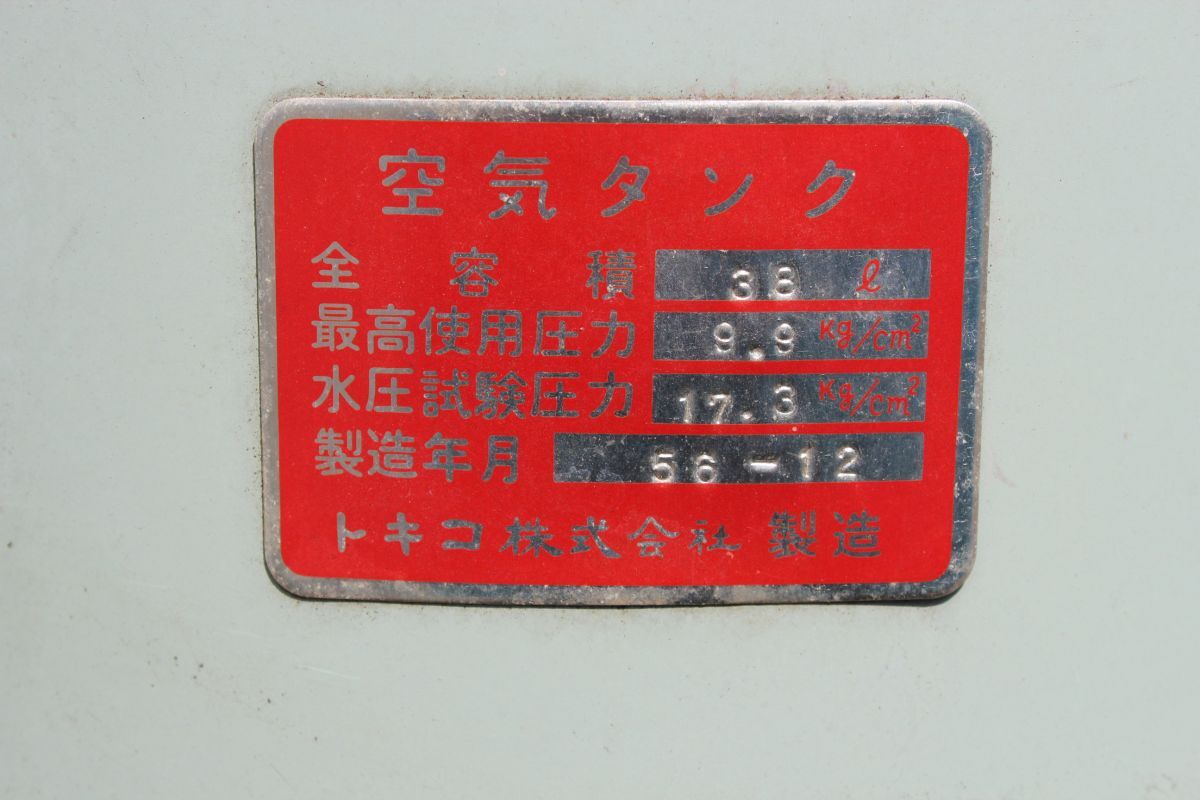 空気タンク
全容積 38 ℓ
最高使用圧力 9.9 Kg/cm²
水圧試験圧力 17.3 Kg/cm²
製造年月 56-12
トキコ株式会社 製造